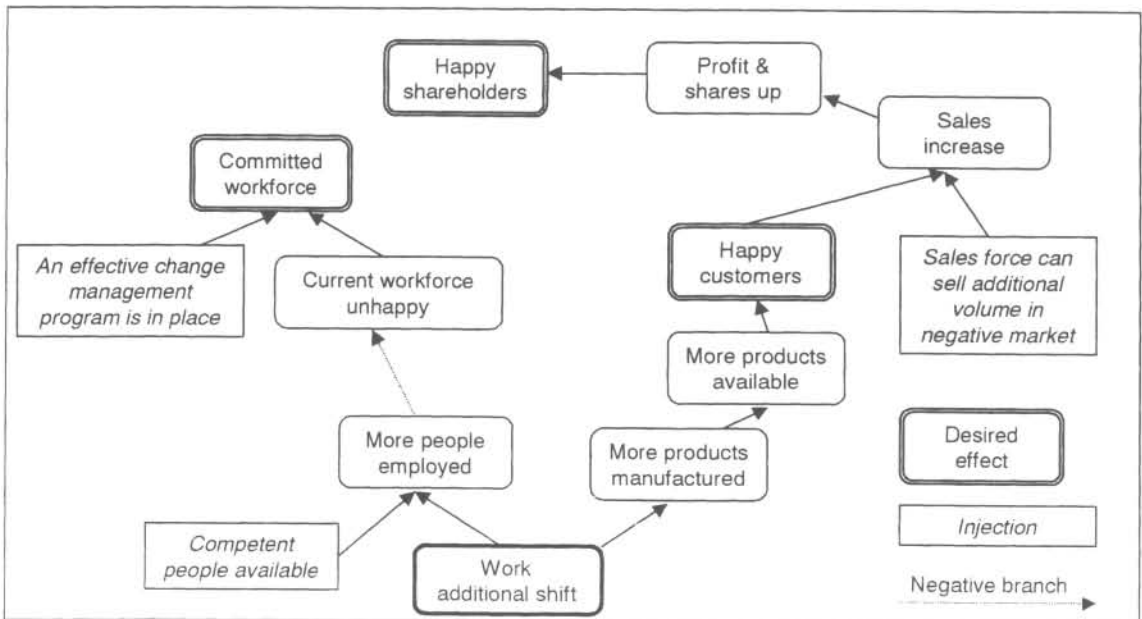 Happy
shareholders
Profit &
shares up
Sales
increase
Committed
workforce
An effective change
management
program is in place
Current workforce
unhappy
Happy
customers
Sales force can
sell additional
volume in
negative market
More products
available
More people
employed
More products
manufactured
Desired
effect
Competent
people available
Work
additional shift
Injection
Negative branch